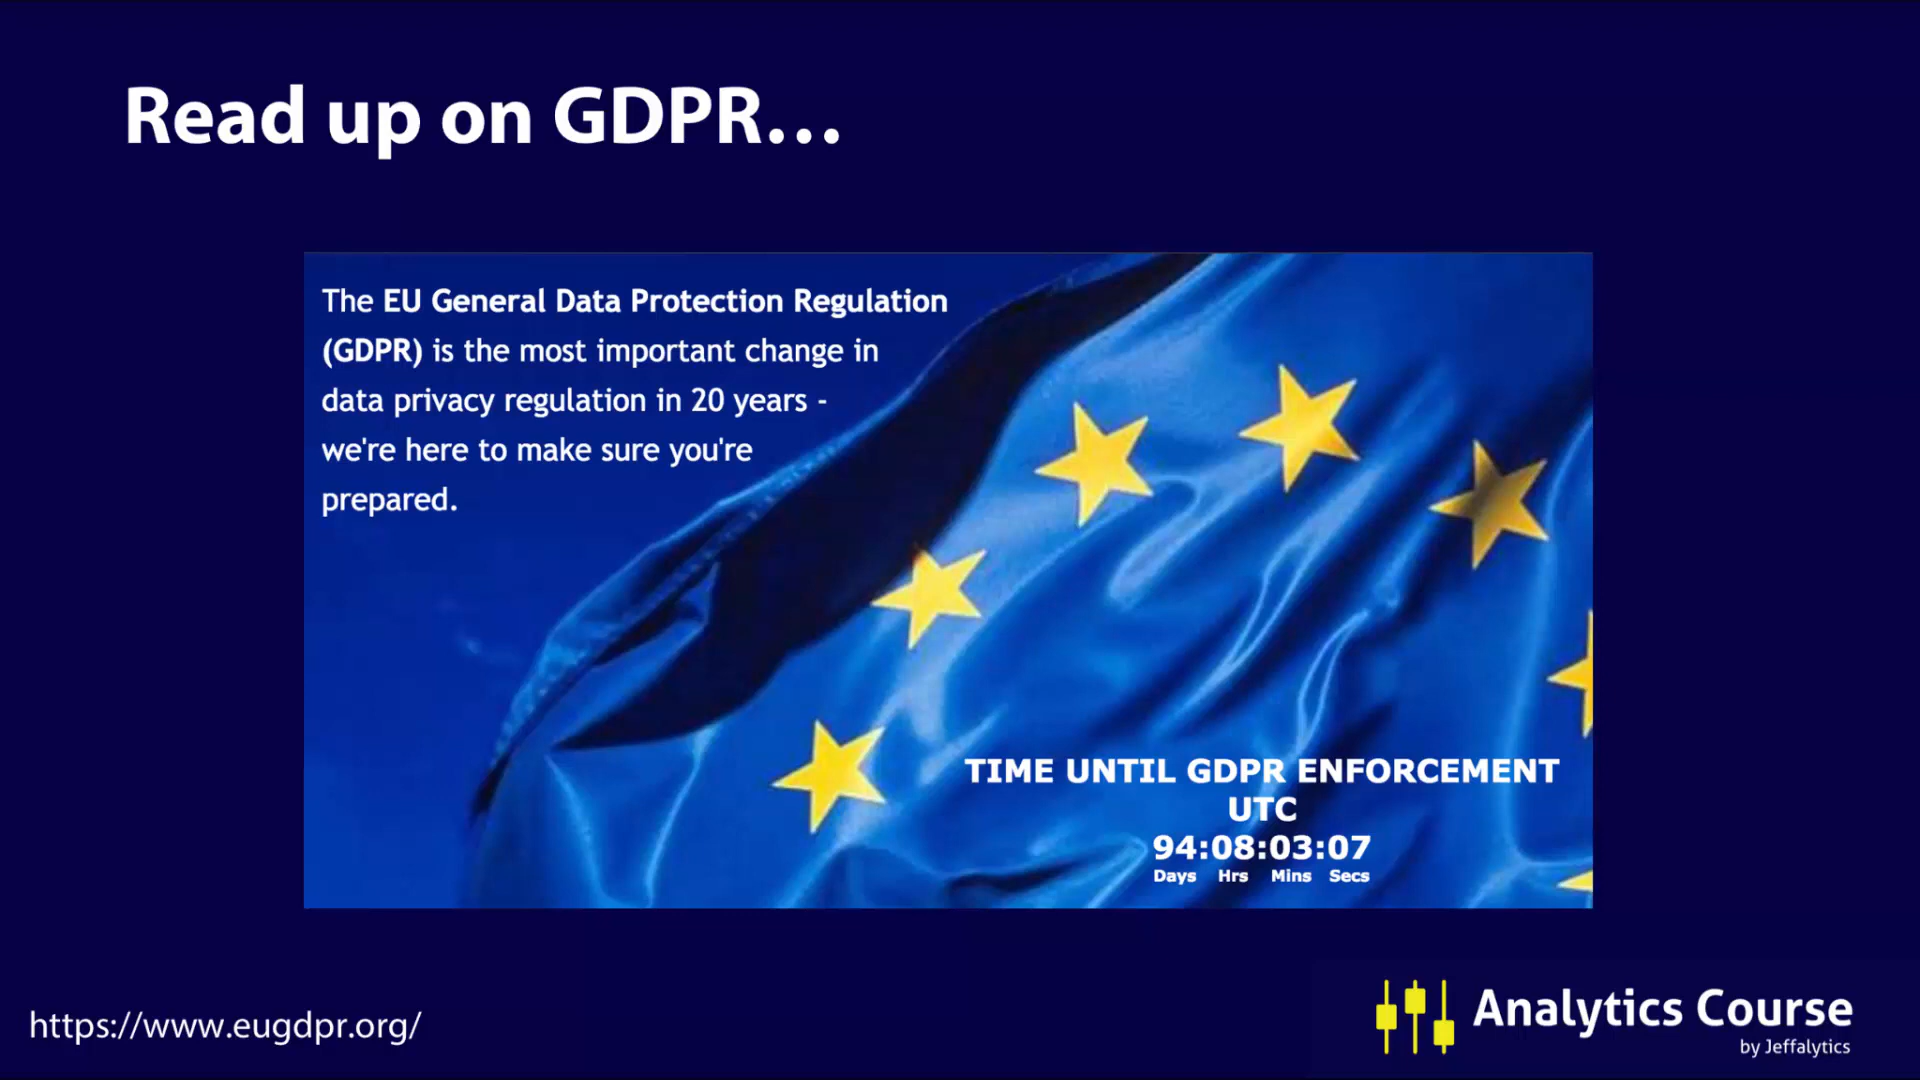 Read up on GDPR...
The EU General Data Protection Regulation
(GDPR) is the most important change in
data privacy regulation in 20 years -
we're here to make sure you're
prepared.
TIME UNTIL GDPR ENFORCEMENT
UTC
94:08:03:07
Days Hrs Mins Secs
https://www.eugdpr.org/
Analytics Course
by Jeffalytics